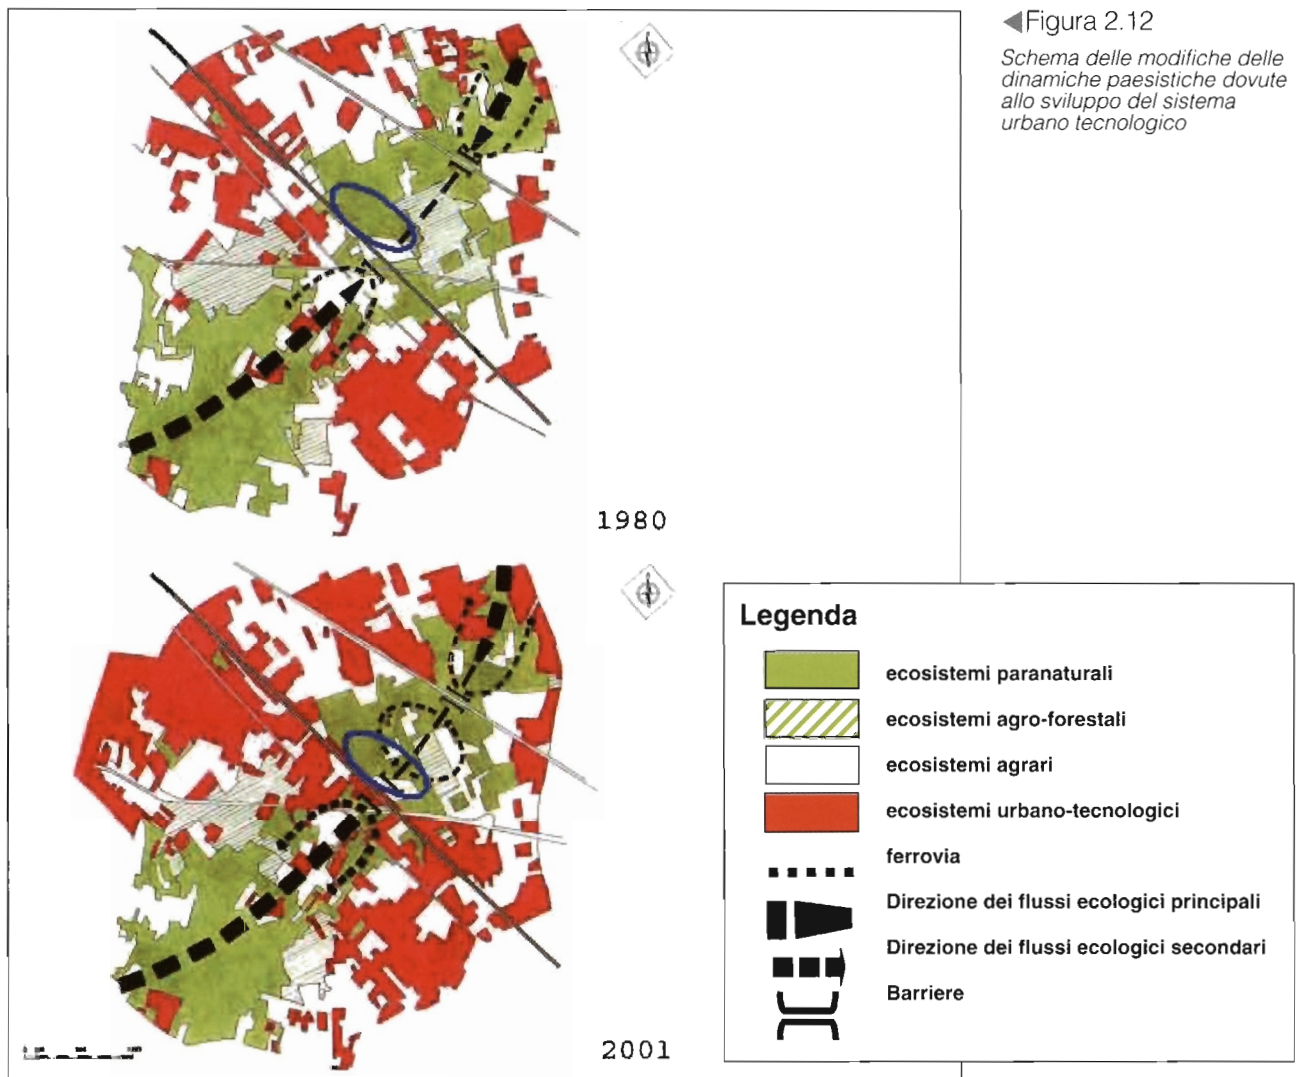 Figura 2.12
Schema delle modifiche delle
dinamiche paesistiche dovute
allo sviluppo del sistema
urbano tecnologico
1980
2001
Legenda
ecosistemi paranaturali
ecosistemi agro-forestali
ecosistemi agrari
ecosistemi urbano-tecnologici
ferrovia
Direzione dei flussi ecologici principali
Direzione dei flussi ecologici secondari
Barriere